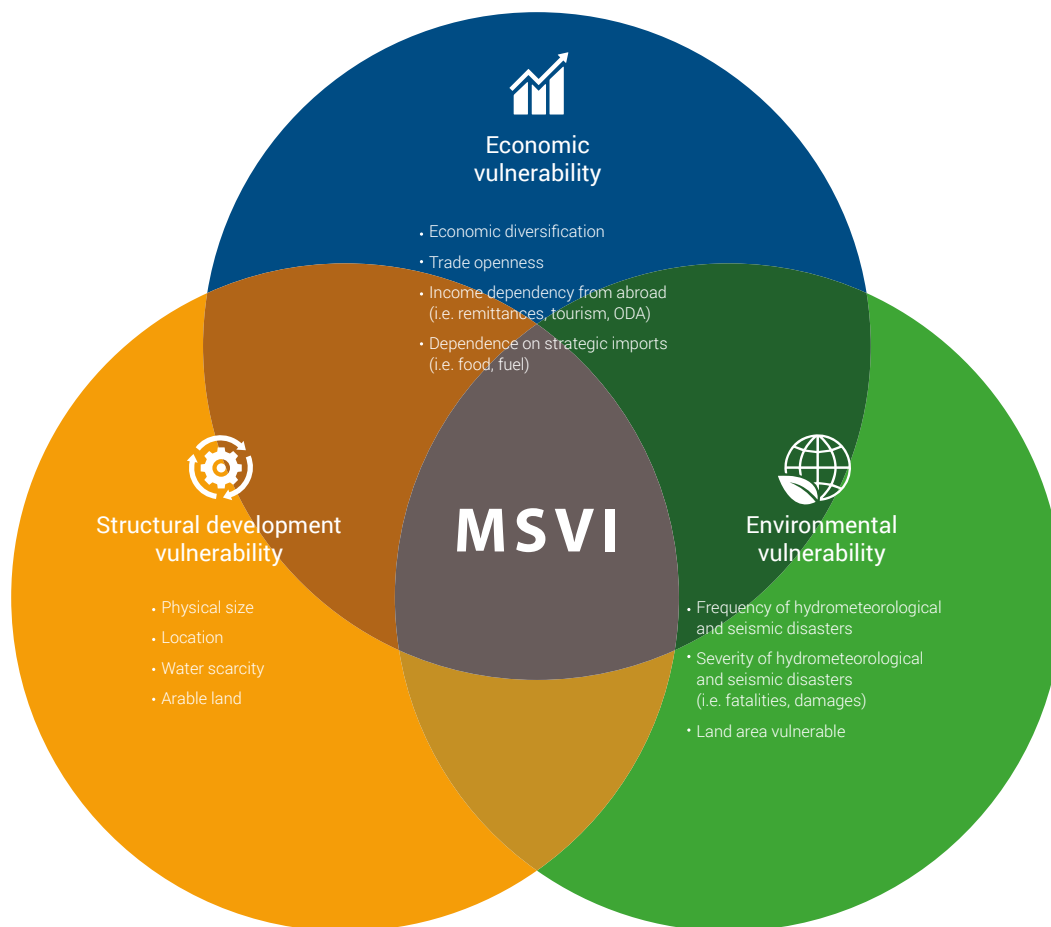 Economic
vulnerability
• Economic diversification
• Trade openness
• Income dependency from abroad
(i.e. remittances, tourism, ODA)
• Dependence on strategic imports
(i.e. food, fuel)
Structural development
vulnerability
• Physical size
• Location
• Water scarcity
• Arable land
MSVI
Environmental
vulnerability
• Frequency of hydrometeorological
and seismic disasters
• Severity of hydrometeorological
and seismic disasters
(i.e. fatalities, damages)
• Land area vulnerable